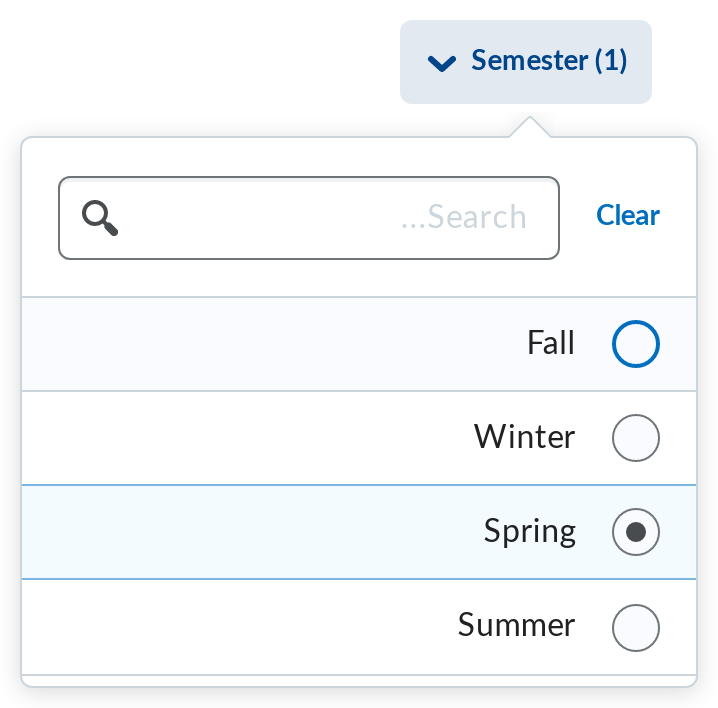 Semester (1)
...Search
Clear
Fall
Winter
Spring
Summer